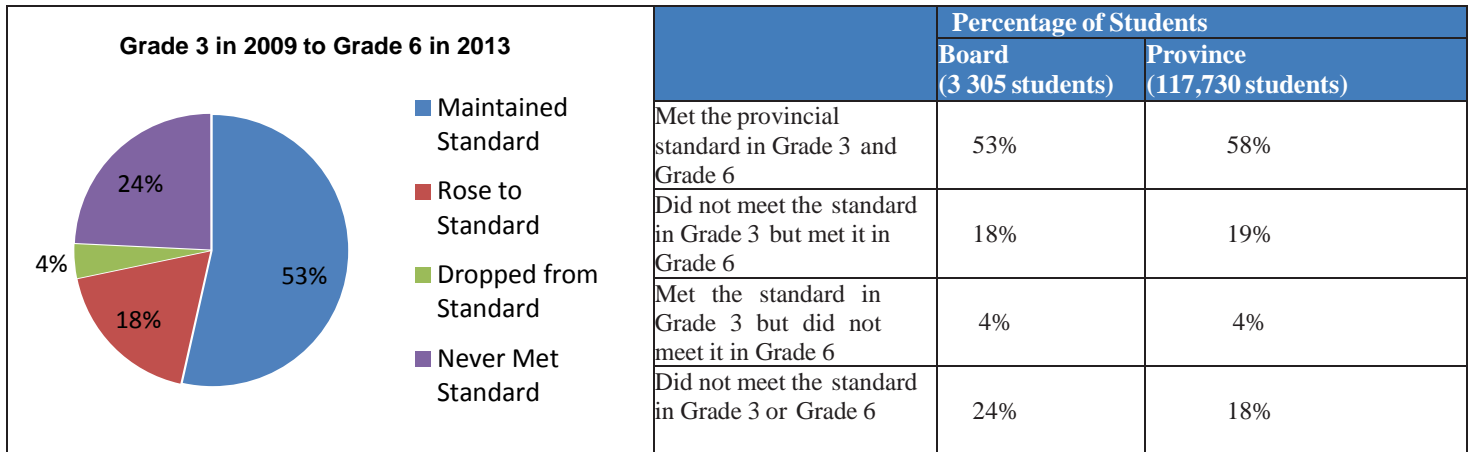 Grade 3 in 2009 to Grade 6 in 2013
24%
4%
53%
18%
Maintained
Standard
Rose to
Standard
Dropped from
Standard
Never Met
Standard
Percentage of Students
Board
(3 305 students)
Province
(117,730 students)
Met the provincial
standard in Grade 3 and
Grade 6
53%
58%
Did not meet the standard
in Grade 3 but met it in
Grade 6
18%
19%
Met the standard in
Grade 3 but did not
meet it in Grade 6
4%
4%
Did not meet the standard
in Grade 3 or Grade 6
24%
18%